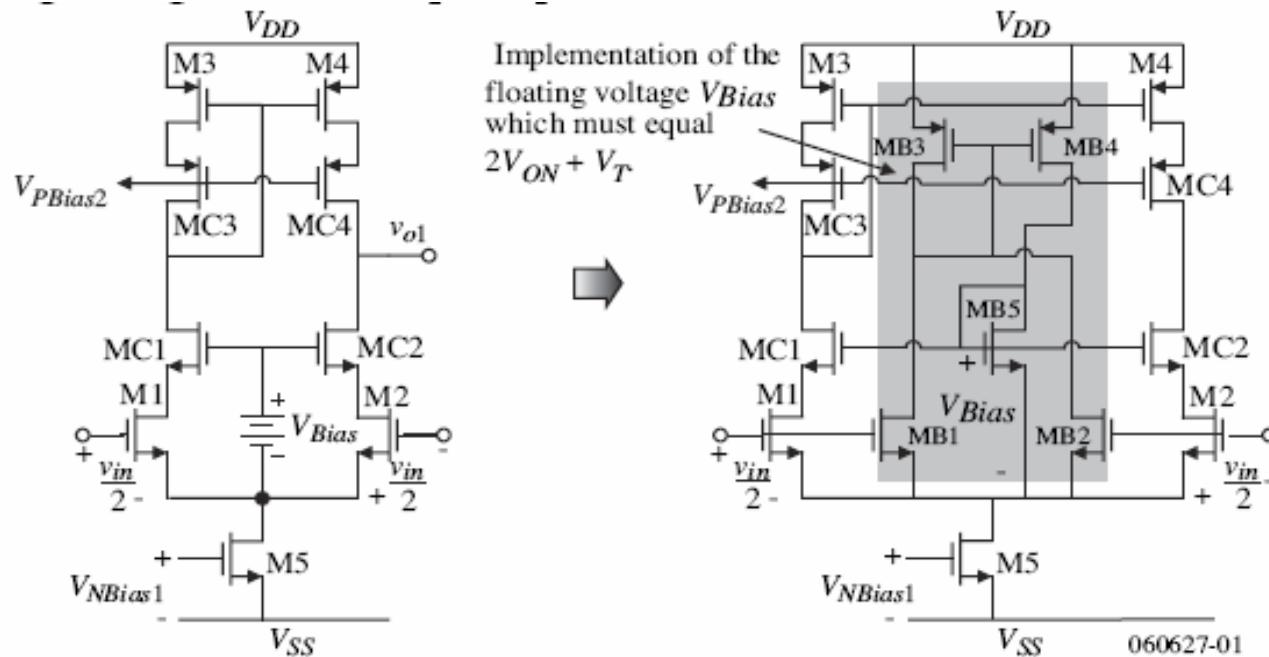 VDD
M3
M4
VPBias2
MC3
MC4
vo1
MC1
MC2
M1
M2
+
VBias
-
+
vin
2
-
-
vin
2
+
+
M5
VNBias1
-
VSS
Implementation of the
floating voltage VBias
which must equal
2VON + VT.
VDD
M3
M4
MB3
MB4
VPBias2
MC3
MC4
MB5
MC1
MC2
+
M1
M2
VBias
MB1
MB2
+
vin
2
-
-
-
vin
2
+
+
M5
VNBias1
-
VSS
060627-01